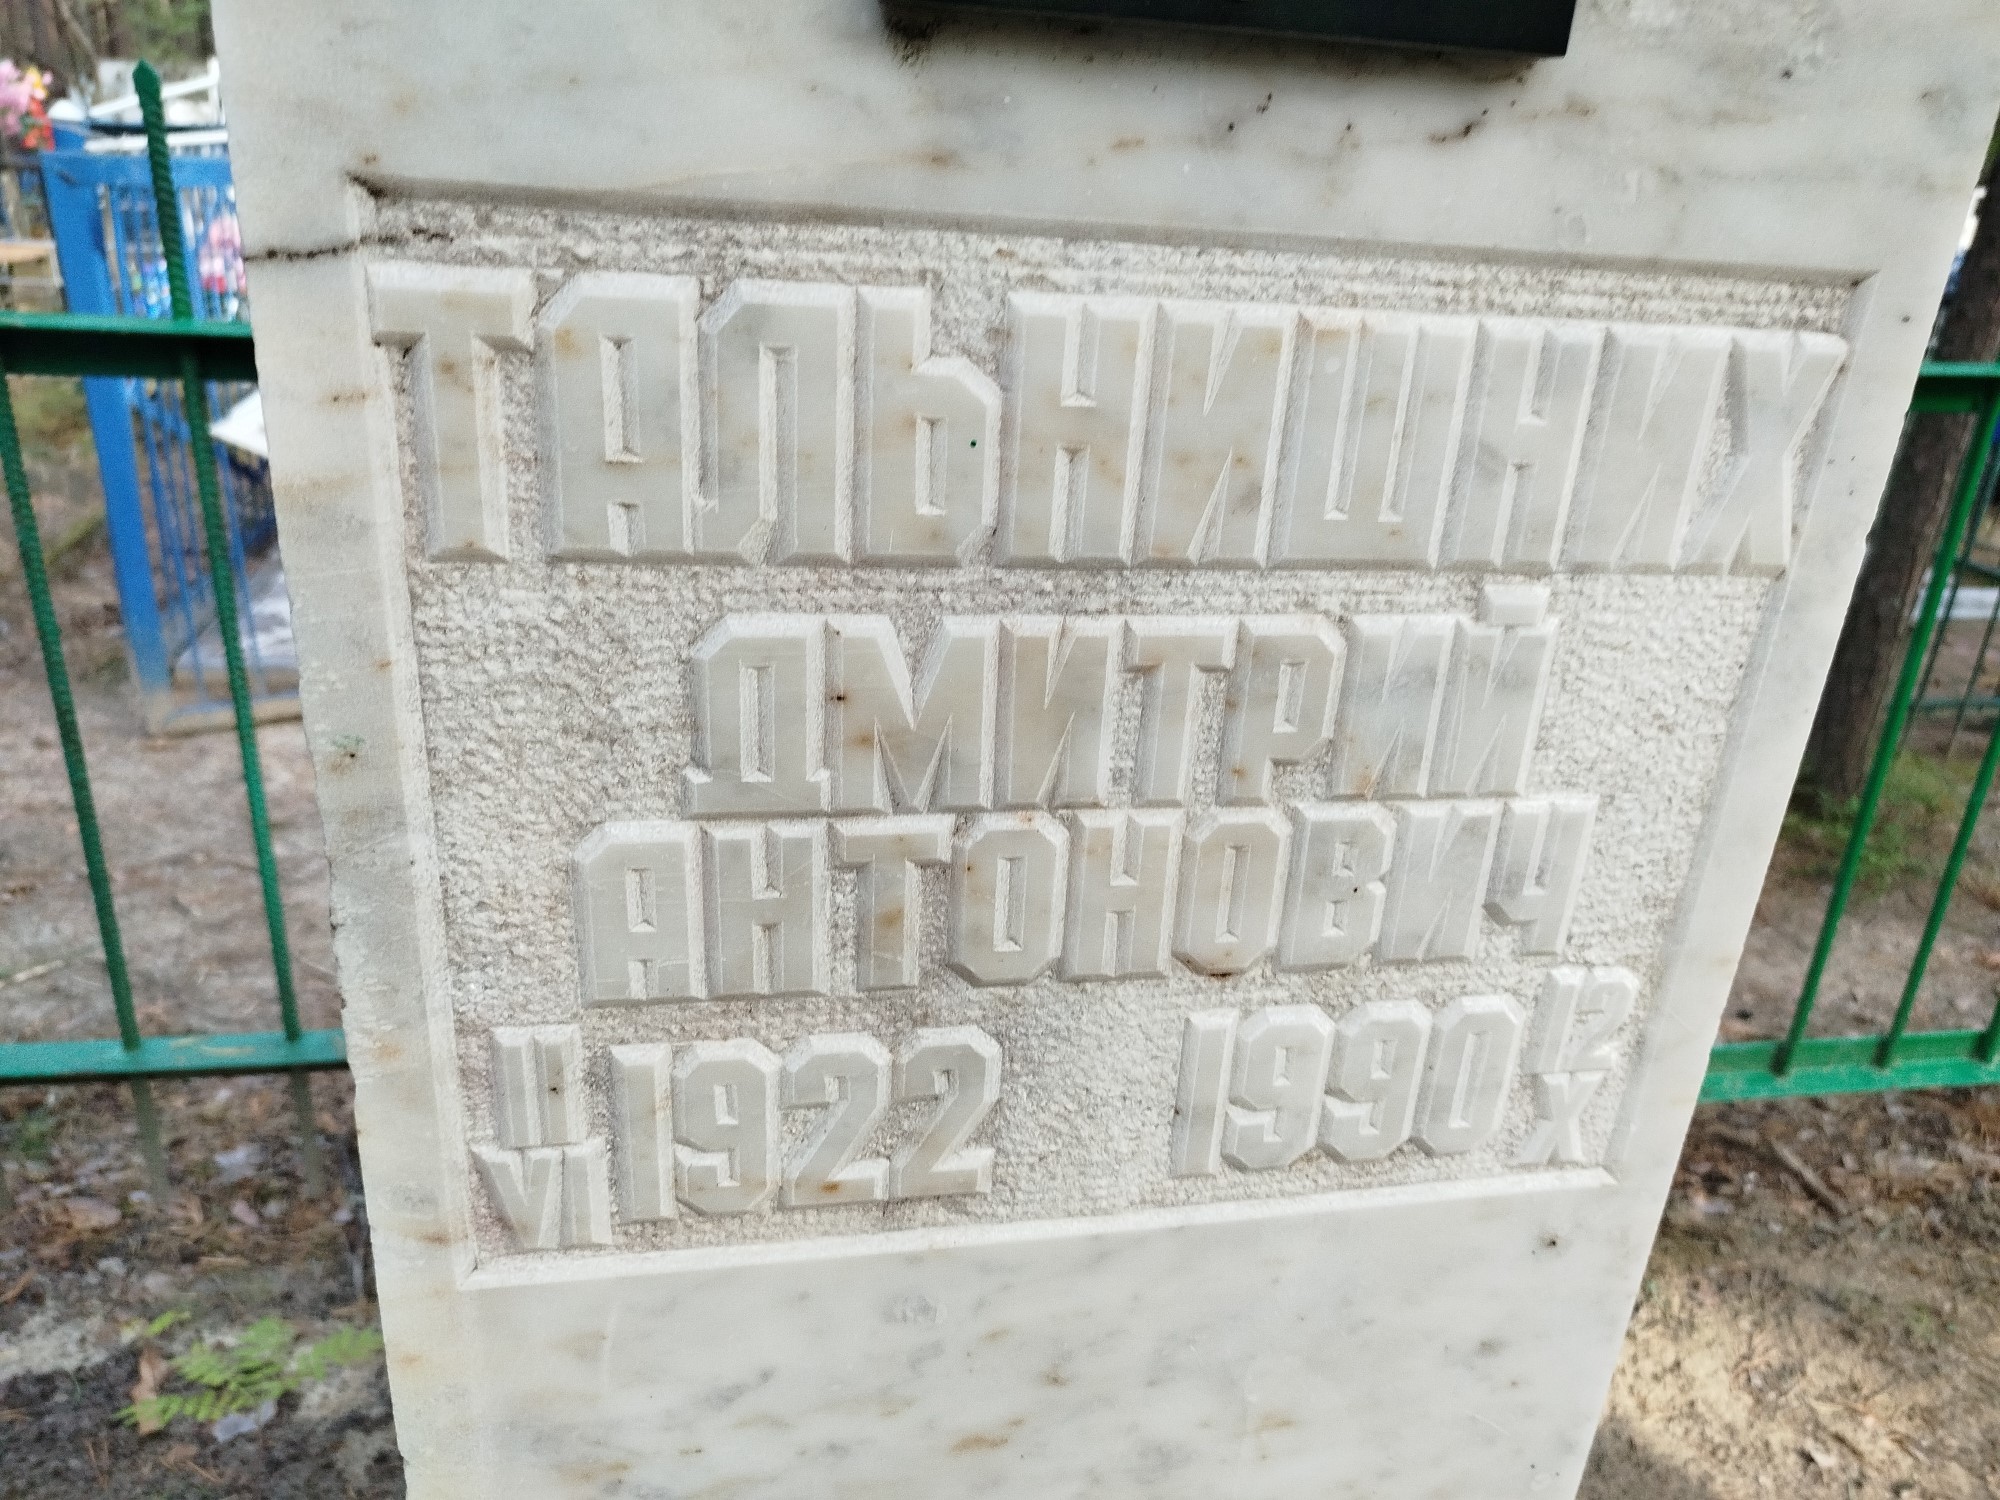 ТАЛЬНИШНИХ
ДМИТРИЙ
АНТОНОВИЧ
11
VI 1922 1990 12
X